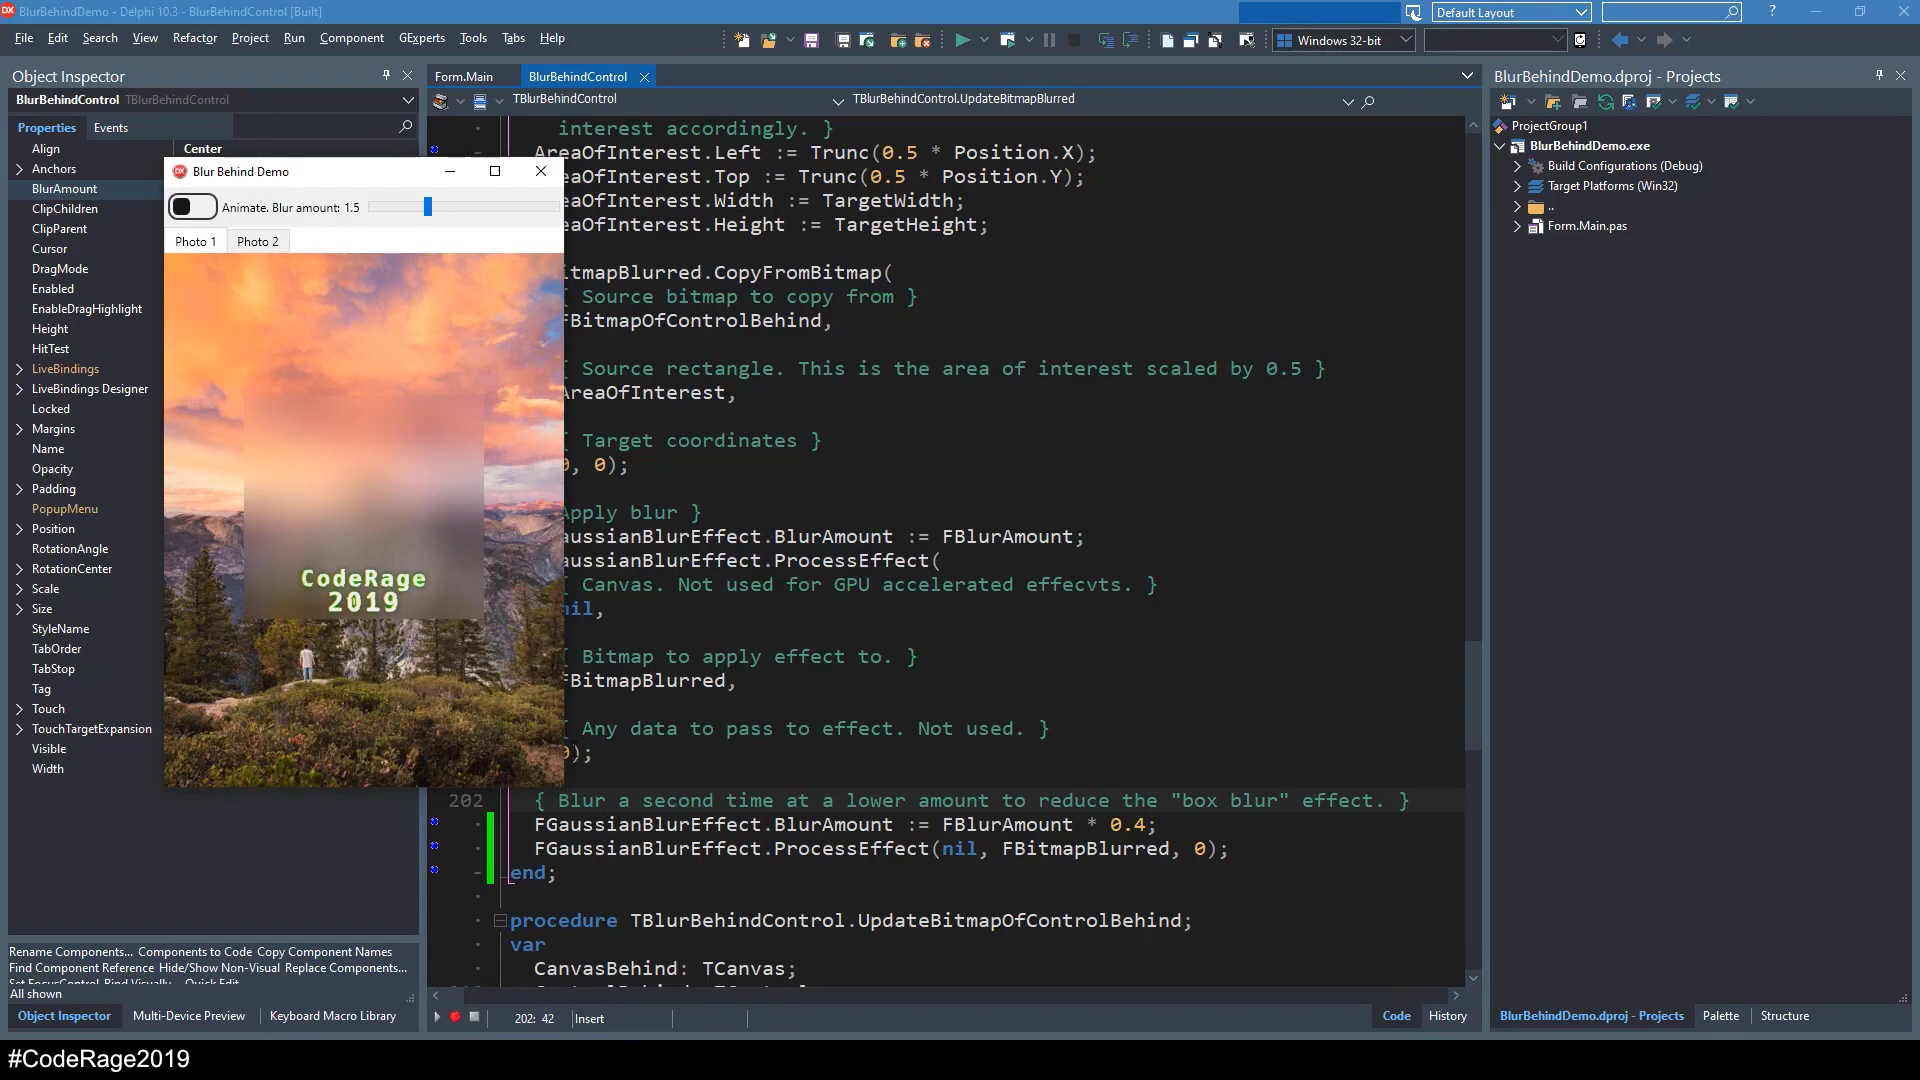 BlurBehindDemo - Delphi 10.3 - BlurBehindControl [Built]
Default Layout
?
File Edit Search View Refactor Project Run Component GExperts Tools Tabs Help
Windows 32-bit
Object Inspector
BlurBehindControl TBlurBehindControl
Properties Events
Align
Center
Anchors
BlurAmount
ClipChildren
ClipParent
Cursor
DragMode
Enabled
EnableDragHighlight
Height
HitTest
LiveBindings
LiveBindings Designer
Locked
Margins
Name
Opacity
Padding
PopupMenu
Position
RotationAngle
RotationCenter
Scale
Size
StyleName
TabOrder
TabStop
Tag
Touch
TouchTargetExpansion
Visible
Width
Rename Components... Components to Code Copy Component Names
Find Component Reference Hide/Show Non-Visual Replace Components...
All shown
Object Inspector Multi-Device Preview Keyboard Macro Library
Blur Behind Demo
Animate. Blur amount: 1.5
Photo 1 Photo 2
CodeRage
2019
Form.Main BlurBehindControl
TBlurBehindControl TBlurBehindControl.UpdateBitmapBlurred
interest accordingly. }
AreaOfInterest.Left := Trunc(0.5 * Position.X);
eaOfInterest.Top := Trunc(0.5 * Position.Y);
eaOfInterest.Width := TargetWidth;
eaOfInterest.Height := TargetHeight;
itmapBlurred.CopyFromBitmap(
{ Source bitmap to copy from }
FBitmapOfControlBehind,
{ Source rectangle. This is the area of interest scaled by 0.5 }
AreaOfInterest,
{ Target coordinates }
0, 0);
Apply blur }
aussianBlurEffect.BlurAmount := FBlurAmount;
aussianBlurEffect.ProcessEffect(
{ Canvas. Not used for GPU accelerated effecvts. }
nil,
{ Bitmap to apply effect to. }
FBitmapBlurred,
{ Any data to pass to effect. Not used. }
0);
202 { Blur a second time at a lower amount to reduce the "box blur" effect. }
FGaussianBlurEffect.BlurAmount := FBlurAmount * 0.4;
FGaussianBlurEffect.ProcessEffect(nil, FBitmapBlurred, 0);
end;
procedure TBlurBehindControl.UpdateBitmapOfControlBehind;
var
CanvasBehind: TCanvas;
202: 42 Insert
Code History
BlurBehindDemo.dproj - Projects
ProjectGroup1
BlurBehindDemo.exe
Build Configurations (Debug)
Target Platforms (Win32)
..
Form.Main.pas
BlurBehindDemo.dproj - Projects Palette Structure
#CodeRage2019